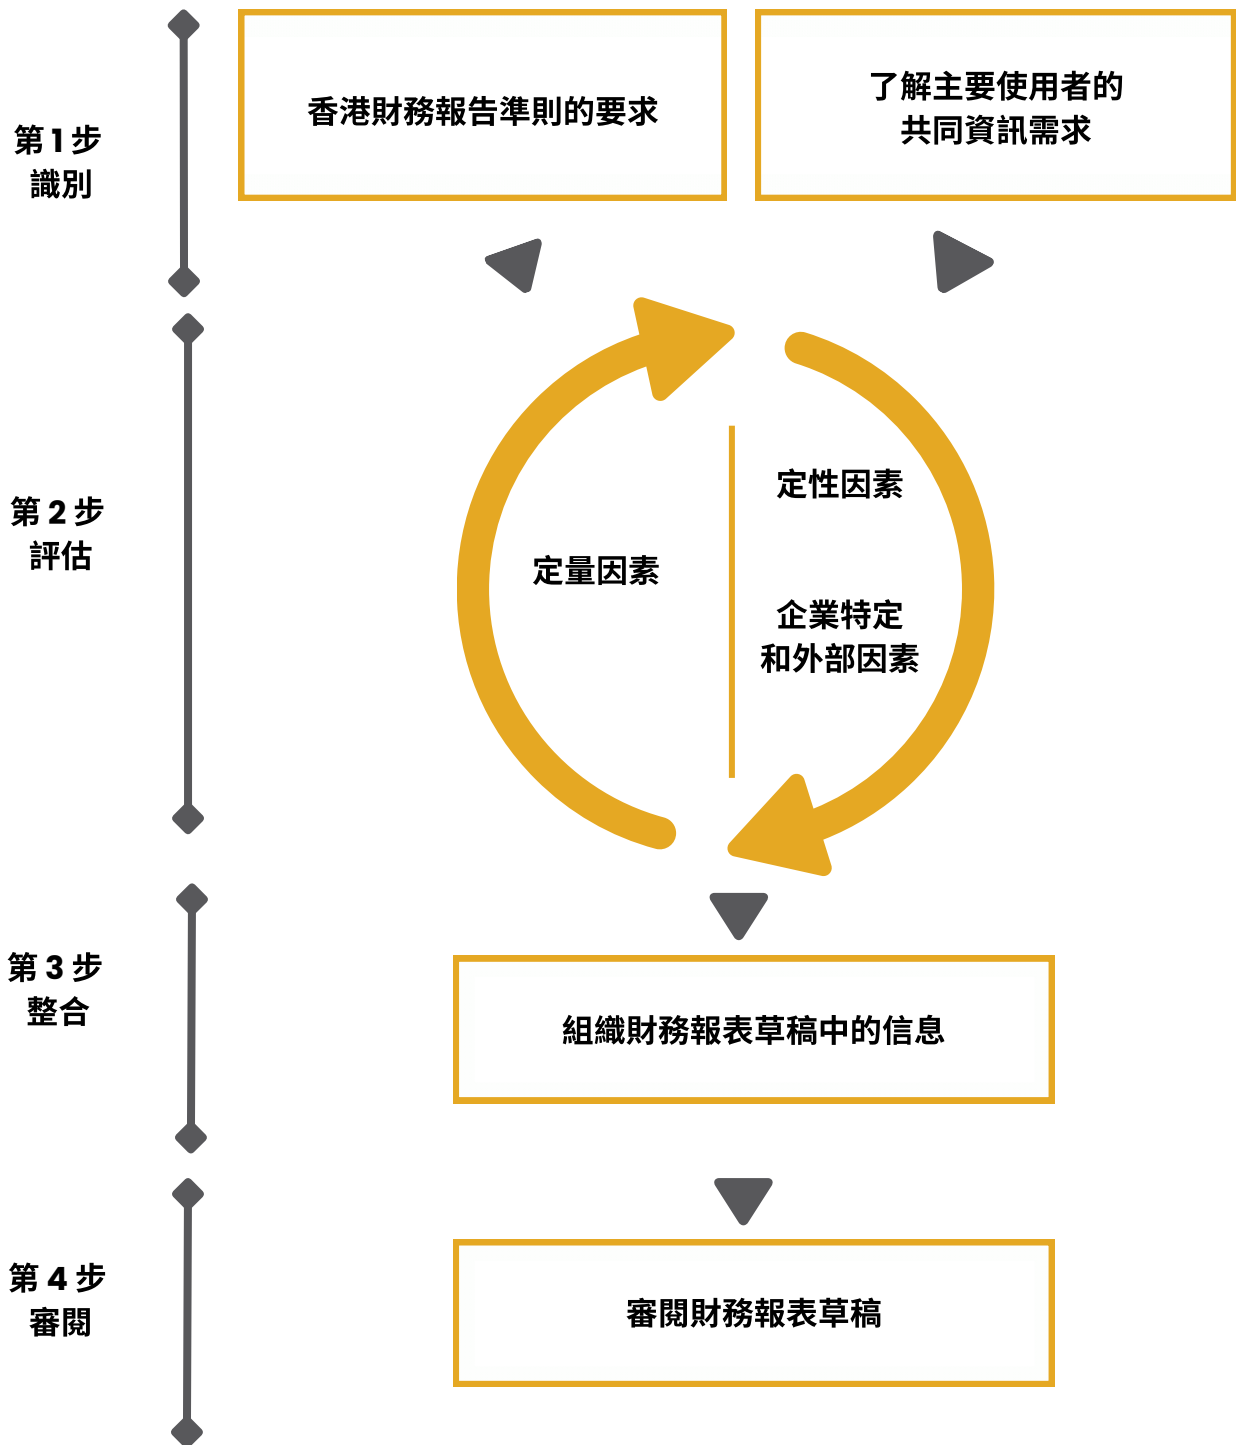 第 1 步
識別
香港財務報告準則的要求
了解主要使用者的
共同資訊需求
第 2 步
評估
定量因素
定性因素
企業特定
和外部因素
第 3 步
整合
組織財務報表草稿中的信息
第 4 步
審閱
審閱財務報表草稿